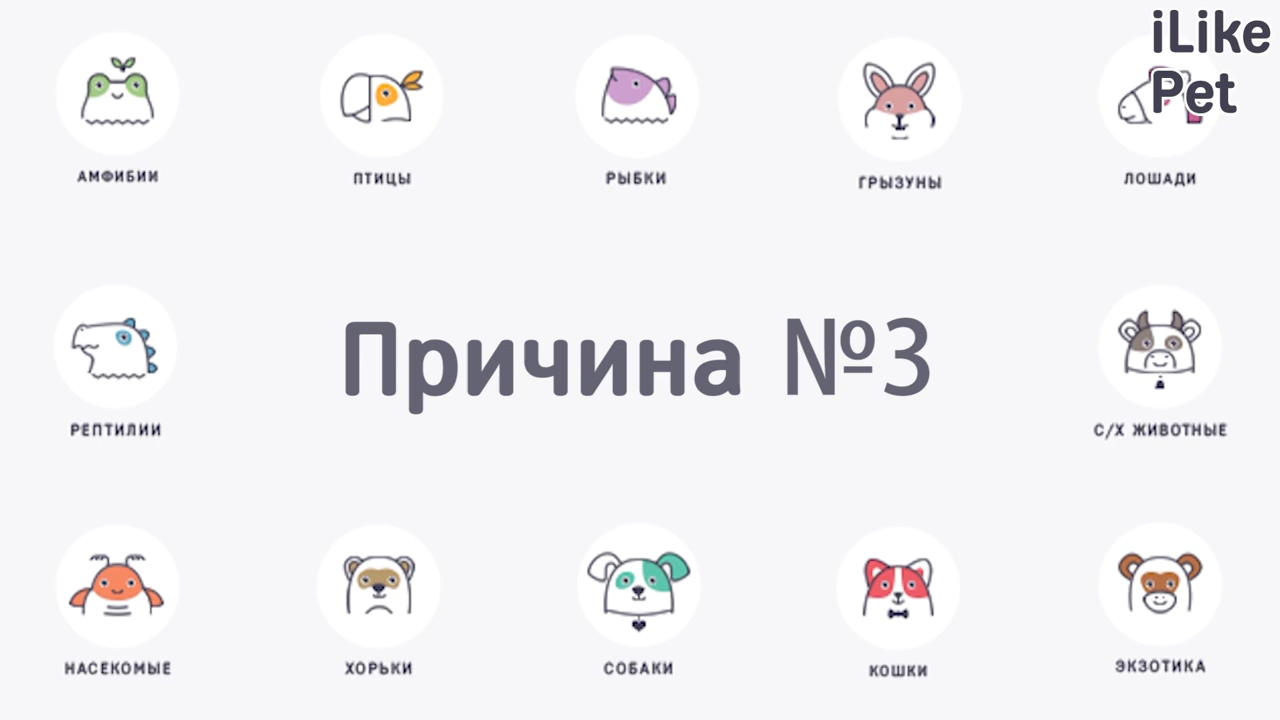 iLike
Pet
АМФИБИИ
ПТИЦЫ
РЫБКИ
ГРЫЗУНЫ
ЛОШАДИ
РЕПТИЛИИ
Причина №3
С/Х ЖИВОТНЫЕ
НАСЕКОМЫЕ
ХОРЬКИ
СОБАКИ
КОШКИ
ЭКЗОТИКА